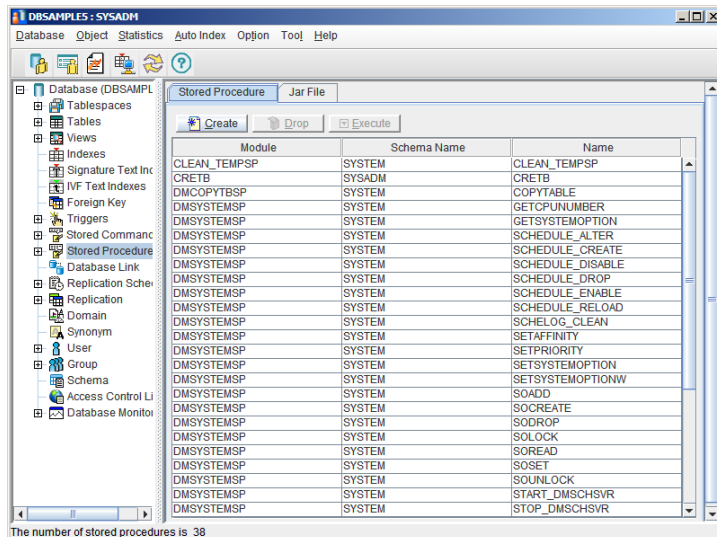 DBSAMPLE5 : SYSADM
Database Object Statistics Auto Index Option Tool Help
Database (DBSAMPL
Tablespaces
Tables
Views
Indexes
Signature Text Inc
IVF Text Indexes
Foreign Key
Triggers
Stored Commanc
Stored Procedure
Database Link
Replication Sche
Replication
Domain
Synonym
User
Group
Schema
Access Control Li
Database Monito
Stored Procedure Jar File
Create Drop Execute
Module Schema Name Name
CLEAN_TEMPSP SYSTEM CLEAN_TEMPSP
CRETB SYSADM CRETB
DMCOPYTBSP SYSTEM COPYTABLE
DMSYSTEMSP SYSTEM GETCPUNUMBER
DMSYSTEMSP SYSTEM GETSYSTEMOPTION
DMSYSTEMSP SYSTEM SCHEDULE_ALTER
DMSYSTEMSP SYSTEM SCHEDULE_CREATE
DMSYSTEMSP SYSTEM SCHEDULE_DISABLE
DMSYSTEMSP SYSTEM SCHEDULE_DROP
DMSYSTEMSP SYSTEM SCHEDULE_ENABLE
DMSYSTEMSP SYSTEM SCHEDULE_RELOAD
DMSYSTEMSP SYSTEM SCHELOG_CLEAN
DMSYSTEMSP SYSTEM SETAFFINITY
DMSYSTEMSP SYSTEM SETPRIORITY
DMSYSTEMSP SYSTEM SETSYSTEMOPTION
DMSYSTEMSP SYSTEM SETSYSTEMOPTIONW
DMSYSTEMSP SYSTEM SOADD
DMSYSTEMSP SYSTEM SOCREATE
DMSYSTEMSP SYSTEM SODROP
DMSYSTEMSP SYSTEM SOLOCK
DMSYSTEMSP SYSTEM SOREAD
DMSYSTEMSP SYSTEM SOSET
DMSYSTEMSP SYSTEM SOUNLOCK
DMSYSTEMSP SYSTEM START_DMSCHSVR
DMSYSTEMSP SYSTEM STOP_DMSCHSVR
The number of stored procedures is 38